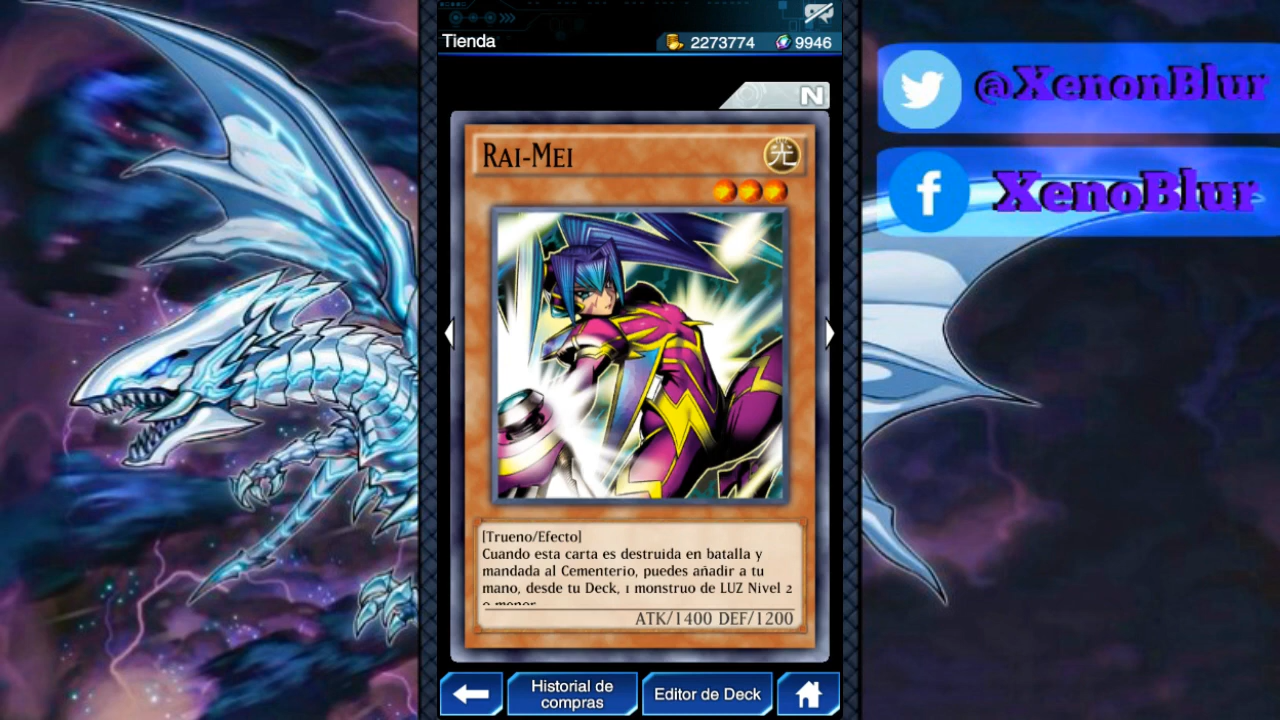 Tienda
2273774
9946
N
RAI-MEI
光
[Trueno/Efecto]
Cuando esta carta es destruida en batalla y
mandada al Cementerio, puedes añadir a tu
mano, desde tu Deck, 1 monstruo de LUZ Nivel 2
o menor.
ATK/1400 DEF/1200
Historial de
compras
Editor de Deck
@XenonBlur
f XenoBlur